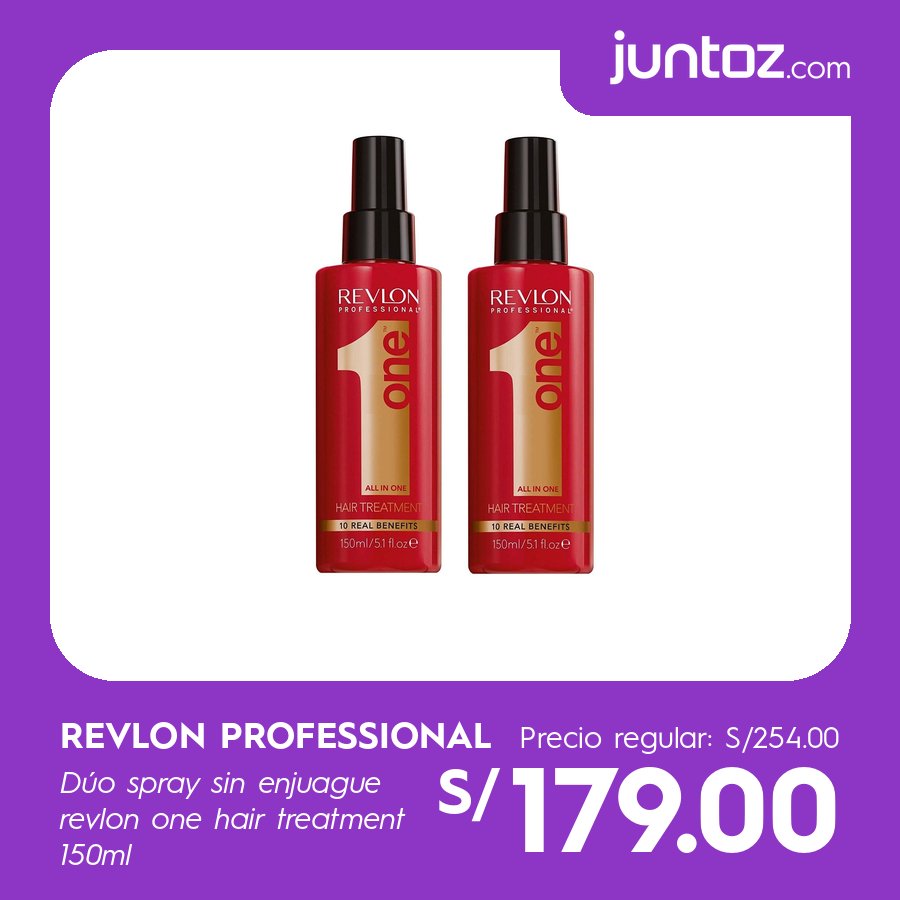 juntoz.com
REVLON
PROFESSIONAL®
one™
ALL IN ONE
HAIR TREATMENT
10 REAL BENEFITS
150ml/5.1 fl.oz℮
REVLON
PROFESSIONAL®
one
ALL IN ONE
HAIR TREATMENT
10 REAL BENEFITS
150ml/5.1 fl.oz℮
REVLON PROFESSIONAL
Precio regular: S/254.00
Dúo spray sin enjuague
revlon one hair treatment
150ml
S/179.00